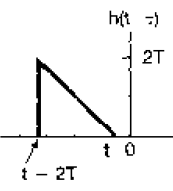 h(t – τ)
2T
t 0
t – 2T